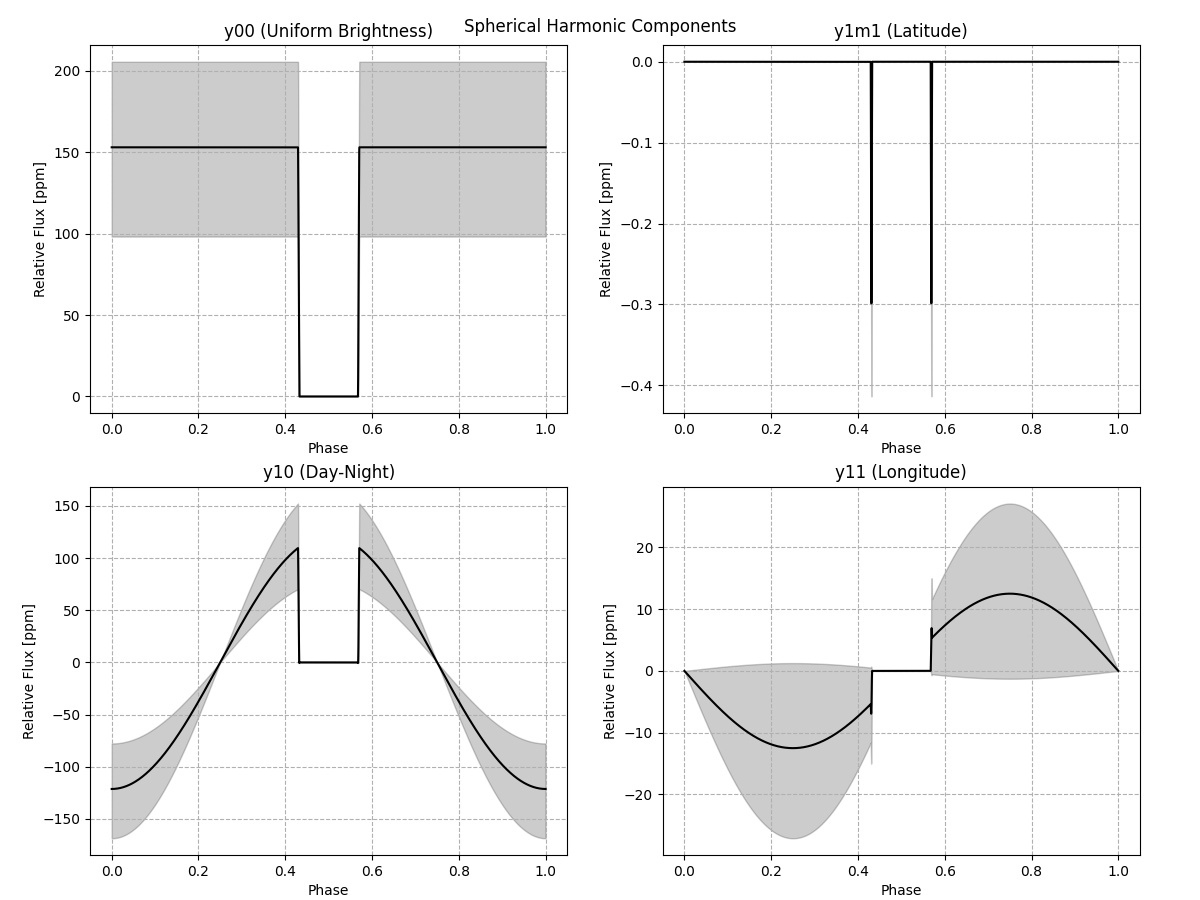 Spherical Harmonic Components
y00 (Uniform Brightness)
200
150
100
50
0
Relative Flux [ppm]
0.0 0.2 0.4 0.6 0.8 1.0
Phase
y1m1 (Latitude)
0.0
−0.1
−0.2
−0.3
−0.4
Relative Flux [ppm]
0.0 0.2 0.4 0.6 0.8 1.0
Phase
y10 (Day-Night)
150
100
50
0
−50
−100
−150
Relative Flux [ppm]
0.0 0.2 0.4 0.6 0.8 1.0
Phase
y11 (Longitude)
20
10
0
−10
−20
Relative Flux [ppm]
0.0 0.2 0.4 0.6 0.8 1.0
Phase